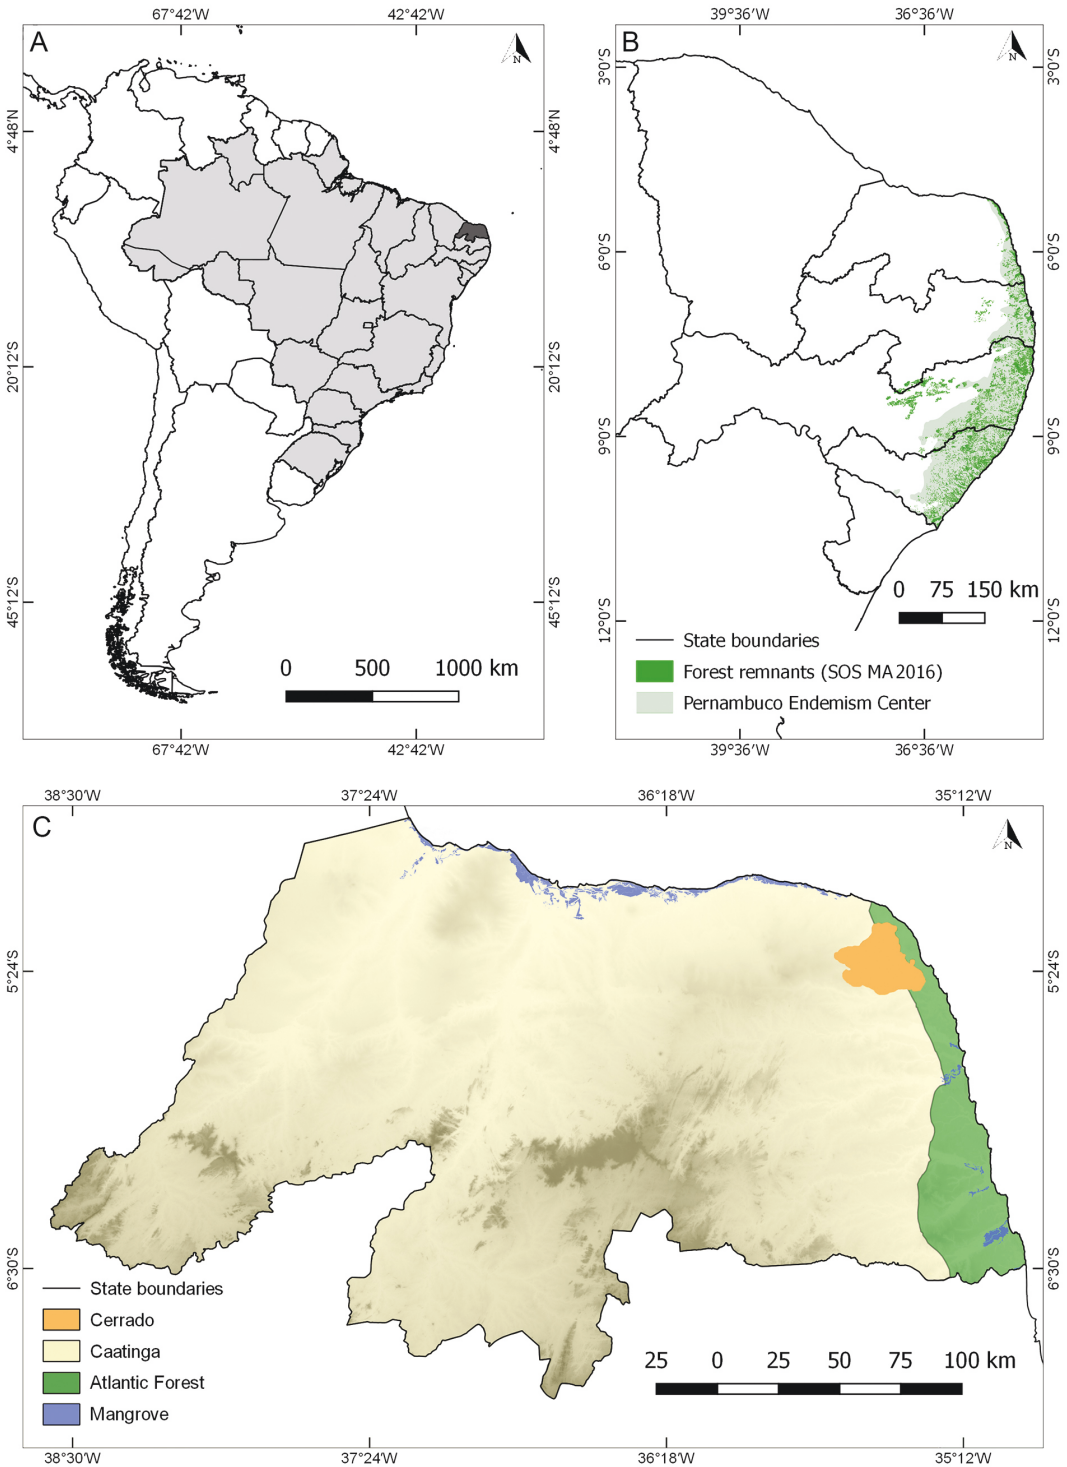 67°42'W 42°42'W
A
N
4°48'N 4°48'N
20°12'S 20°12'S
45°12'S 45°12'S
0 500 1000 km
67°42'W 42°42'W
39°36'W 36°36'W
B
N
3°0'S 3°0'S
6°0'S 6°0'S
9°0'S 9°0'S
12°0'S
0 75 150 km
State boundaries
Forest remnants (SOS MA 2016)
Pernambuco Endemism Center
39°36'W 36°36'W
38°30'W 37°24'W 36°18'W 35°12'W
C
N
5°24'S 5°24'S
6°30'S 6°30'S
State boundaries
Cerrado
Caatinga
Atlantic Forest
Mangrove
25 0 25 50 75 100 km
38°30'W 37°24'W 36°18'W 35°12'W